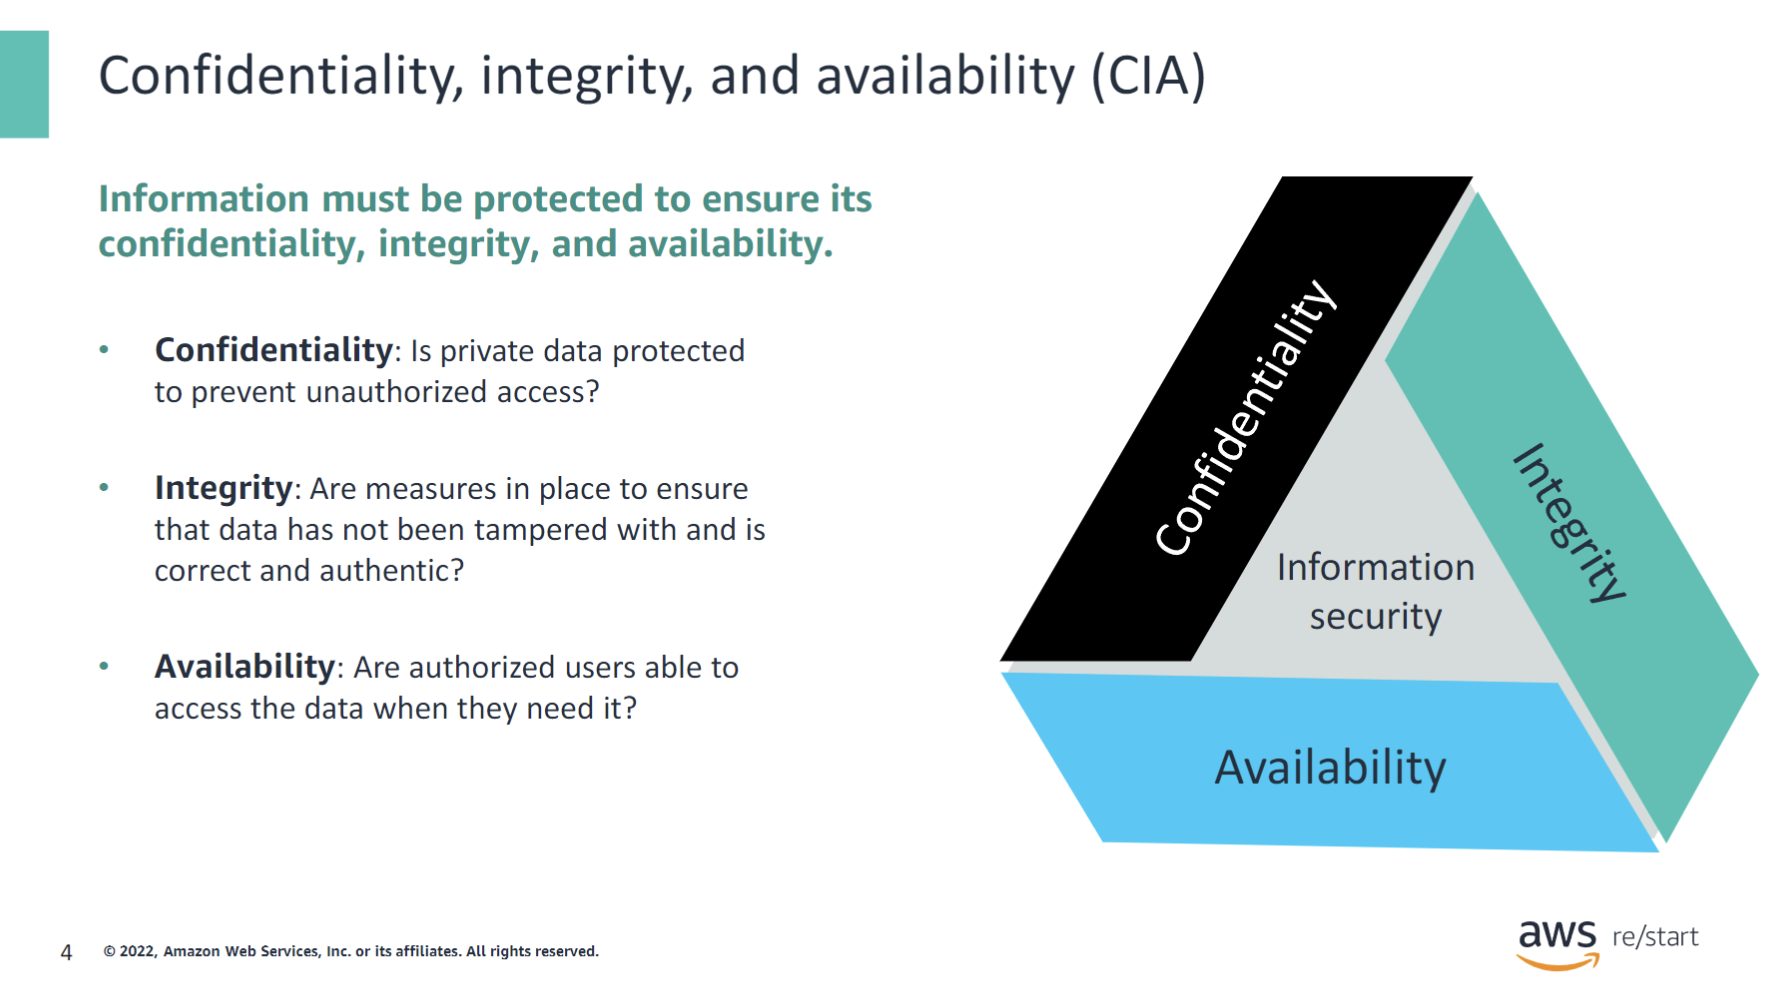 Confidentiality, integrity, and availability (CIA)
Information must be protected to ensure its
confidentiality, integrity, and availability.
• Confidentiality: Is private data protected
to prevent unauthorized access?
• Integrity: Are measures in place to ensure
that data has not been tampered with and is
correct and authentic?
• Availability: Are authorized users able to
access the data when they need it?
Confidentiality
Integrity
Information
security
Availability
4 © 2022, Amazon Web Services, Inc. or its affiliates. All rights reserved.
aws re/start